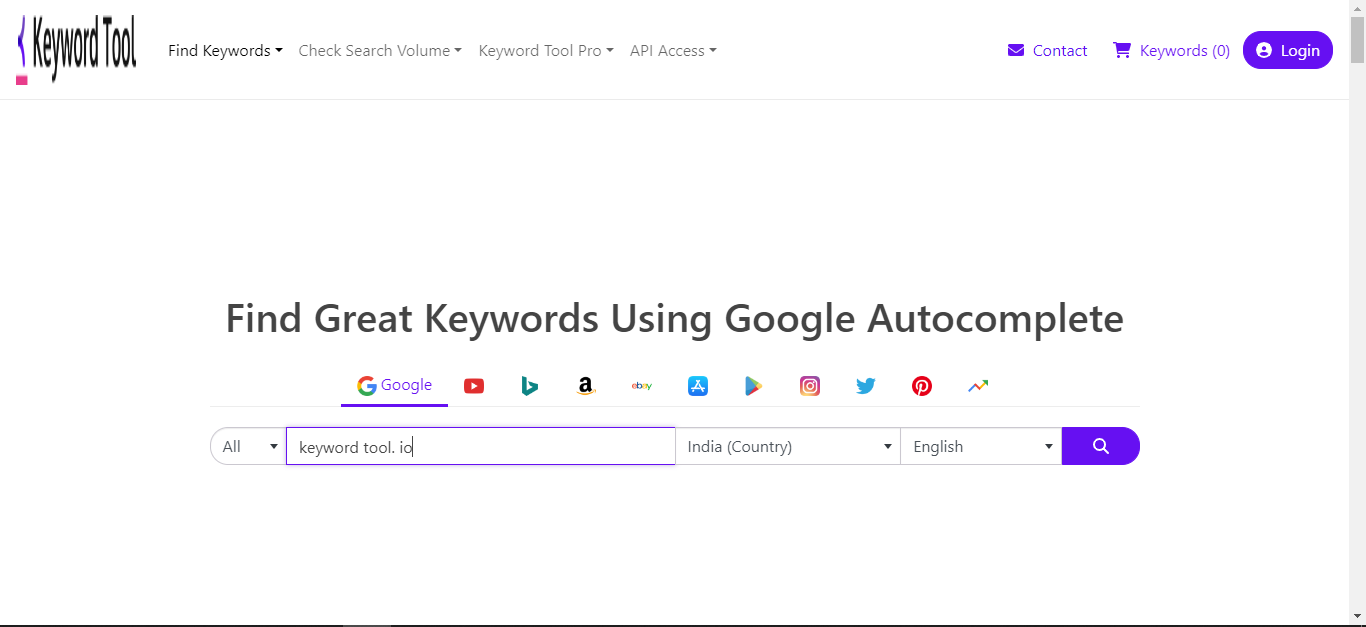 Keyword Tool
Find Keywords Check Search Volume Keyword Tool Pro API Access Contact Keywords (0) Login
Find Great Keywords Using Google Autocomplete
Google a ebay
All keyword tool. io India (Country) English